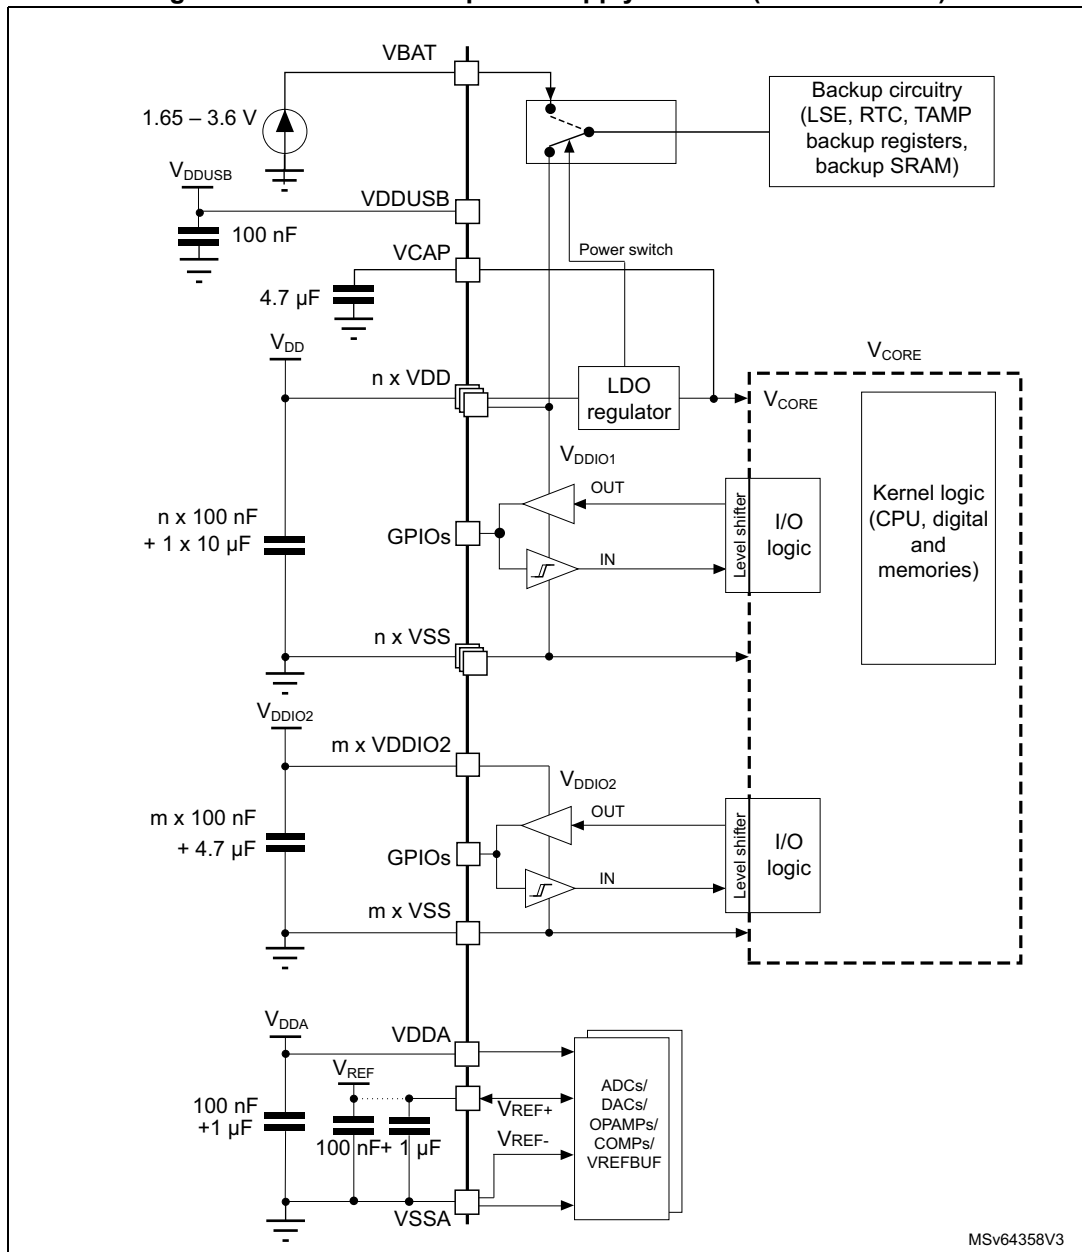 VBAT
1.65 – 3.6 V
Backup circuitry
(LSE, RTC, TAMP
backup registers,
backup SRAM)
VDDUSB
VDDUSB
100 nF
Power switch
VCAP
4.7 µF
VDD
n x VDD
LDO
regulator
VCORE
VCORE
VDDIO1
OUT
IN
GPIOs
n x 100 nF
+ 1 x 10 µF
Level shifter
I/O
logic
Kernel logic
(CPU, digital
and
memories)
n x VSS
VDDIO2
m x VDDIO2
VDDIO2
OUT
IN
GPIOs
m x 100 nF
+ 4.7 µF
Level shifter
I/O
logic
m x VSS
VDDA
VDDA
VREF
100 nF
+1 µF
100 nF+ 1 µF
VREF+
VREF-
ADCs/
DACs/
OPAMPs/
COMPs/
VREFBUF
VSSA
MSv64358V3